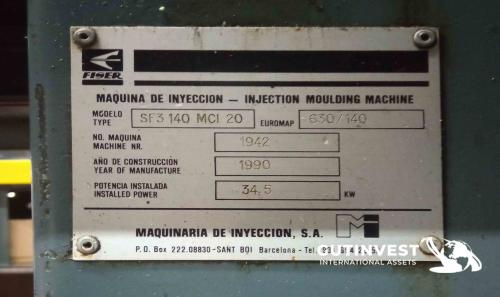 FISER
MAQUINA DE INYECCION — INJECTION MOULDING MACHINE
MODELO
TYPE
SF3 140 MCI 20
EUROMAP
630/140
NO. MAQUINA
MACHINE NR.
1942
AÑO DE CONSTRUCCIÓN
YEAR OF MANUFACTURE
1990
POTENCIA INSTALADA
INSTALLED POWER
34,5
KW
MAQUINARIA DE INYECCION, S.A.
P.O. Box 222.08830-SANT BOI Barcelona - Tel.
INTERNATIONAL ASSETS